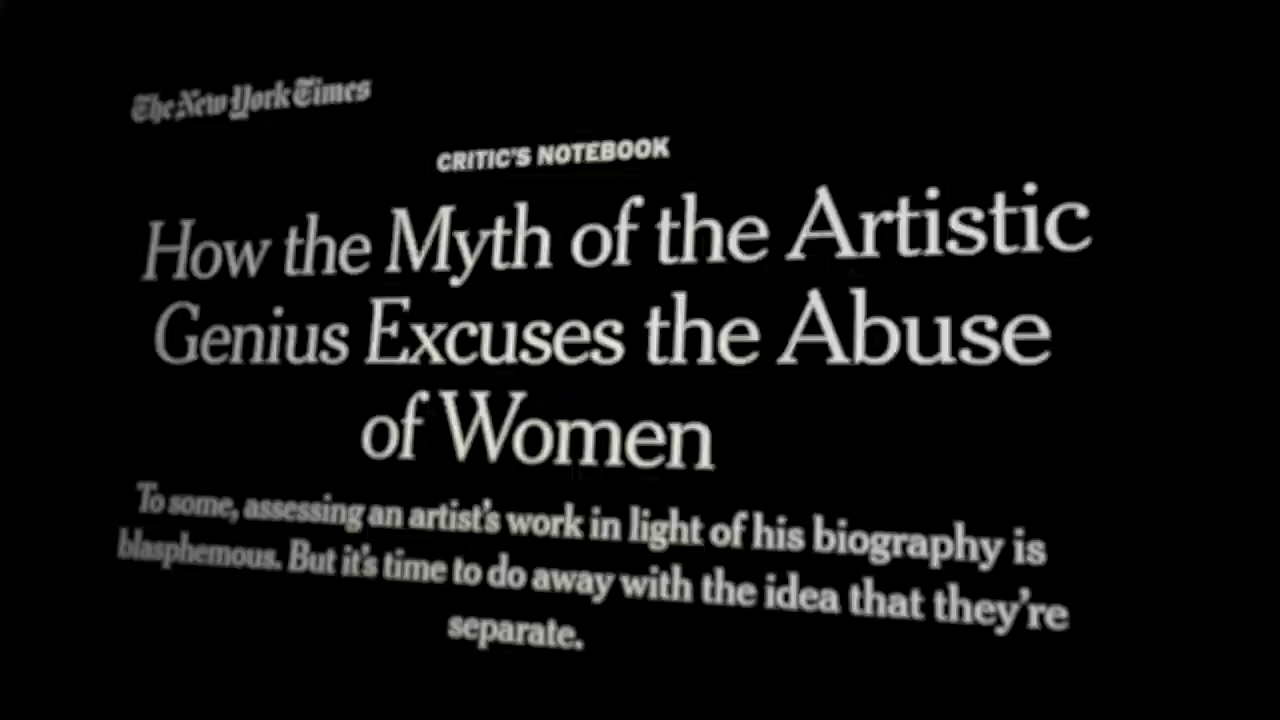 The New York Times
CRITIC'S NOTEBOOK
How the Myth of the Artistic
Genius Excuses the Abuse
of Women
To some, assessing an artist's work in light of his biography is
blasphemous. But it's time to do away with the idea that they're
separate.